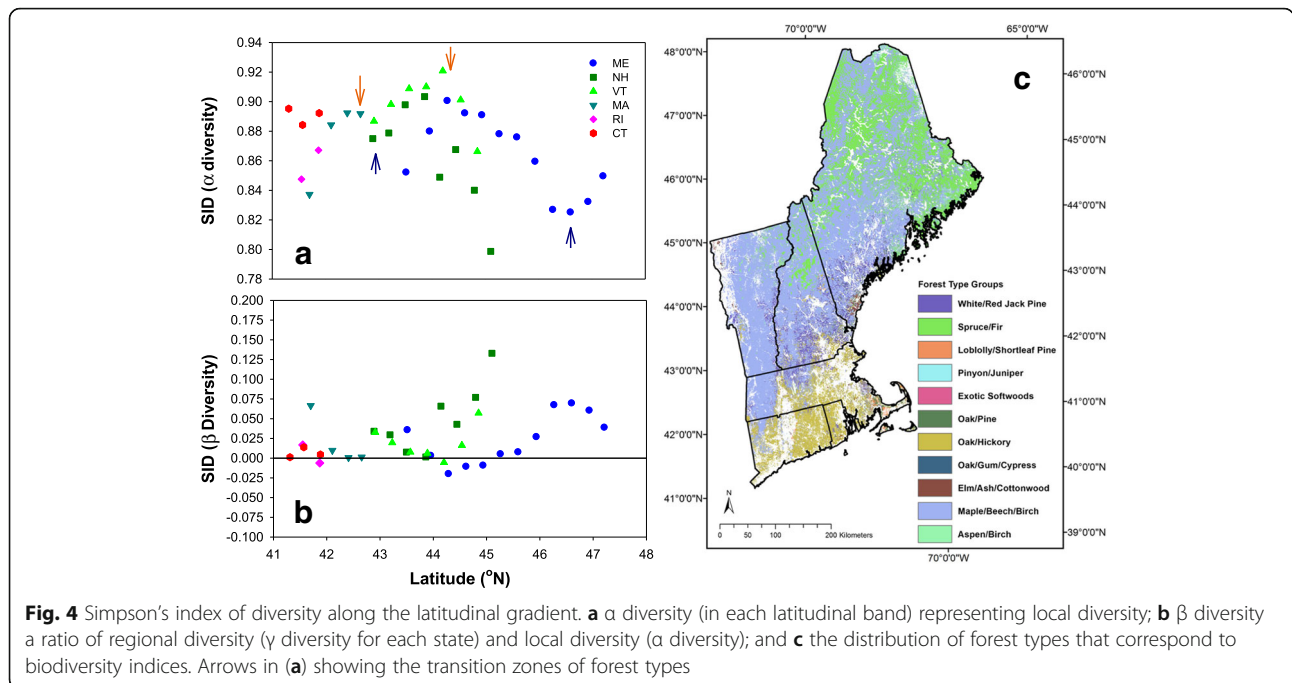 0.94
0.92
0.90
0.88
0.86
0.84
0.82
0.80
0.78
SID (α diversity)
ME
NH
VT
MA
RI
CT
a
0.200
0.175
0.150
0.125
0.100
0.075
0.050
0.025
0.000
-0.025
-0.050
-0.075
-0.100
SID (β Diversity)
b
41 42 43 44 45 46 47 48
Latitude (°N)
70°0'0"W 65°0'0"W
c
48°0'0"N
47°0'0"N
46°0'0"N
45°0'0"N
44°0'0"N
43°0'0"N
42°0'0"N
41°0'0"N
46°0'0"N
45°0'0"N
44°0'0"N
43°0'0"N
42°0'0"N
41°0'0"N
40°0'0"N
39°0'0"N
Forest Type Groups
White/Red Jack Pine
Spruce/Fir
Loblolly/Shortleaf Pine
Pinyon/Juniper
Exotic Softwoods
Oak/Pine
Oak/Hickory
Oak/Gum/Cypress
Elm/Ash/Cottonwood
Maple/Beech/Birch
Aspen/Birch
N
0 50 100 200 Kilometers
70°0'0"W
Fig. 4 Simpson's index of diversity along the latitudinal gradient. a α diversity (in each latitudinal band) representing local diversity; b β diversity
a ratio of regional diversity (γ diversity for each state) and local diversity (α diversity); and c the distribution of forest types that correspond to
biodiversity indices. Arrows in (a) showing the transition zones of forest types